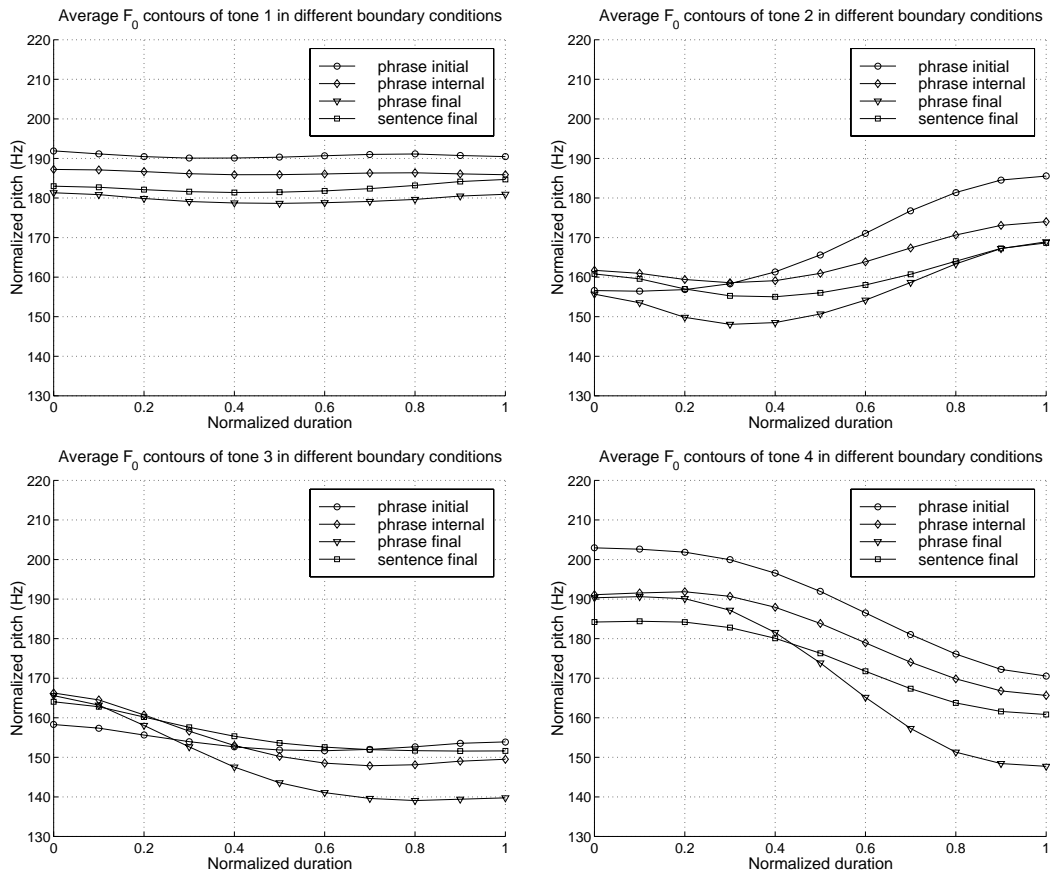 Average F0 contours of tone 1 in different boundary conditions
220
210
200
190
180
170
160
150
140
130
0 0.2 0.4 0.6 0.8 1
Normalized pitch (Hz)
Normalized duration
phrase initial
phrase internal
phrase final
sentence final
Average F0 contours of tone 2 in different boundary conditions
220
210
200
190
180
170
160
150
140
130
0 0.2 0.4 0.6 0.8 1
Normalized pitch (Hz)
Normalized duration
phrase initial
phrase internal
phrase final
sentence final
Average F0 contours of tone 3 in different boundary conditions
220
210
200
190
180
170
160
150
140
130
0 0.2 0.4 0.6 0.8 1
Normalized pitch (Hz)
Normalized duration
phrase initial
phrase internal
phrase final
sentence final
Average F0 contours of tone 4 in different boundary conditions
220
210
200
190
180
170
160
150
140
130
0 0.2 0.4 0.6 0.8 1
Normalized pitch (Hz)
Normalized duration
phrase initial
phrase internal
phrase final
sentence final